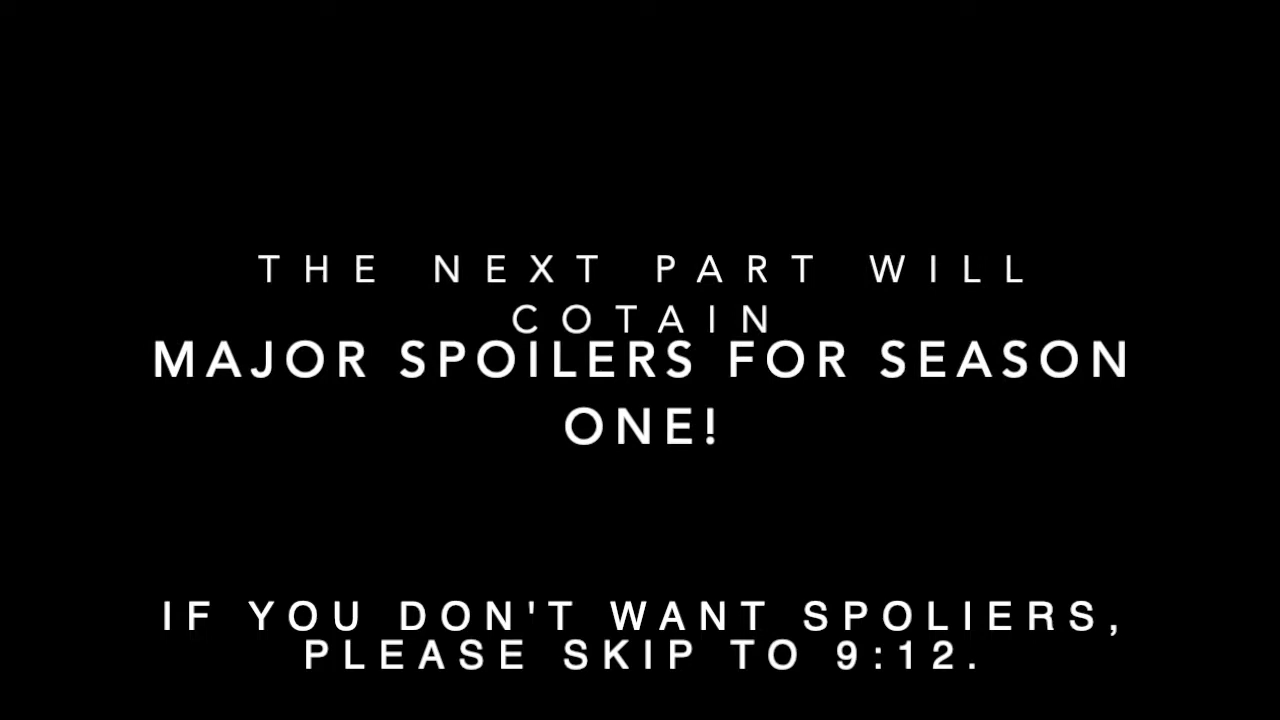 THE NEXT PART WILL
COTAIN
MAJOR SPOILERS FOR SEASON
ONE!
IF YOU DON'T WANT SPOLIERS,
PLEASE SKIP TO 9:12.